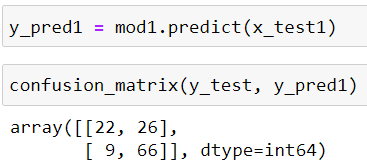 y_pred1 = mod1.predict(x_test1)
confusion_matrix(y_test, y_pred1)
array([[22, 26],
       [ 9, 66]], dtype=int64)